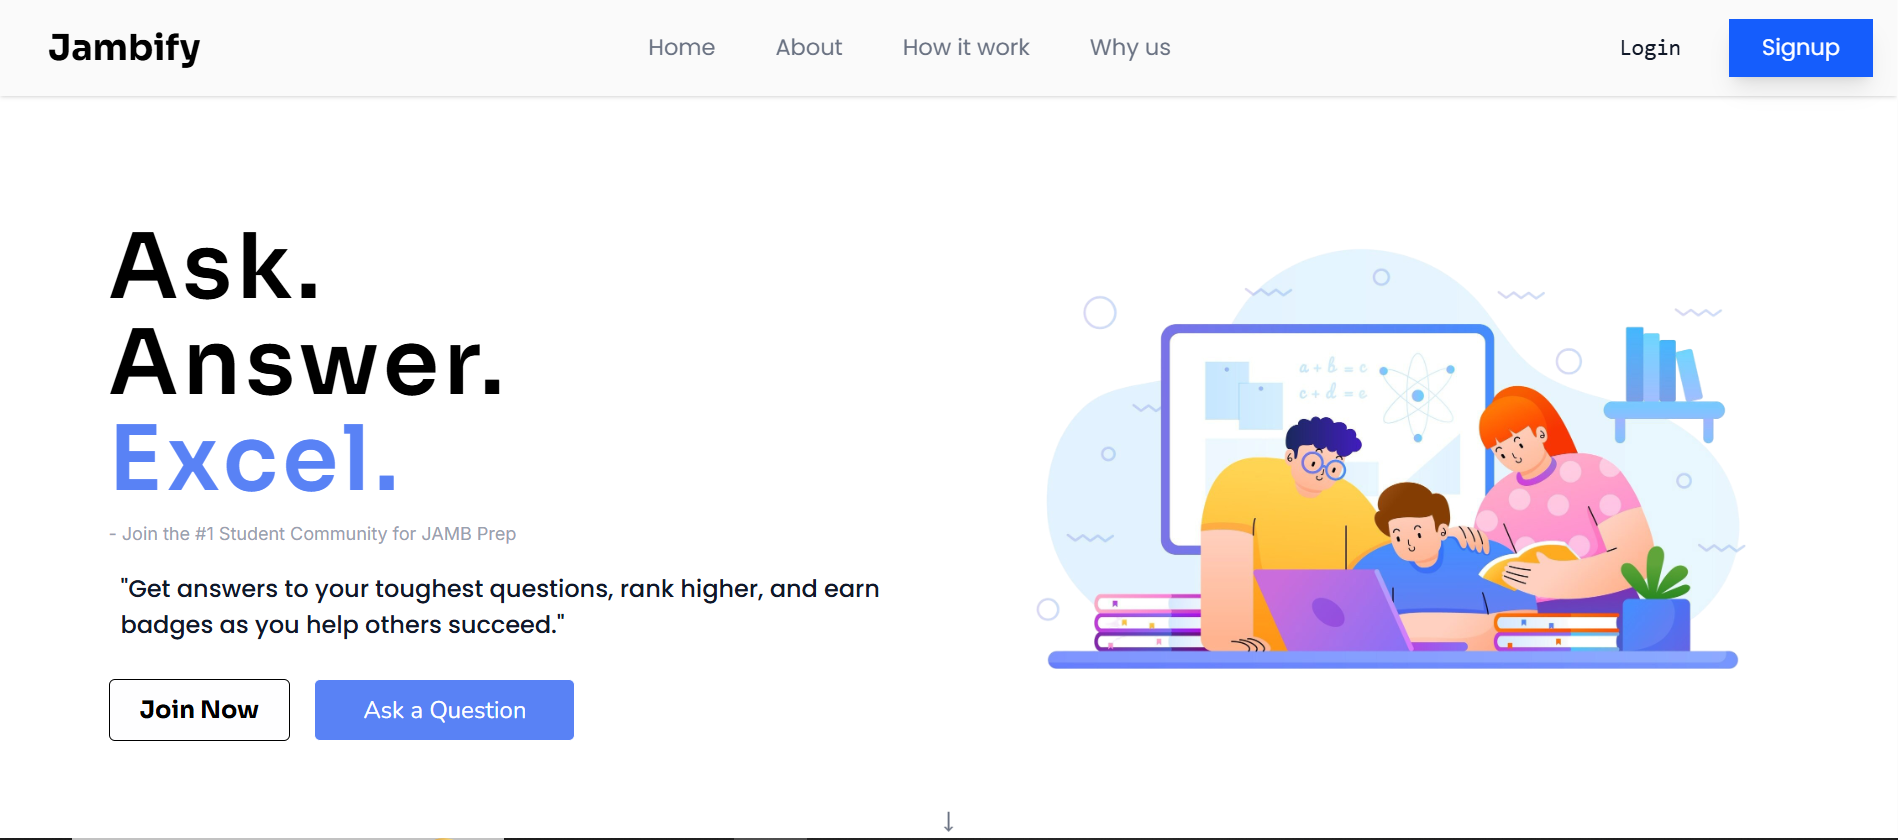 Jambify
Home
About
How it work
Why us
Login
Signup
Ask.
Answer.
Excel.
- Join the #1 Student Community for JAMB Prep
"Get answers to your toughest questions, rank higher, and earn
badges as you help others succeed."
Join Now
Ask a Question
a + b = c
c + d = e
↓